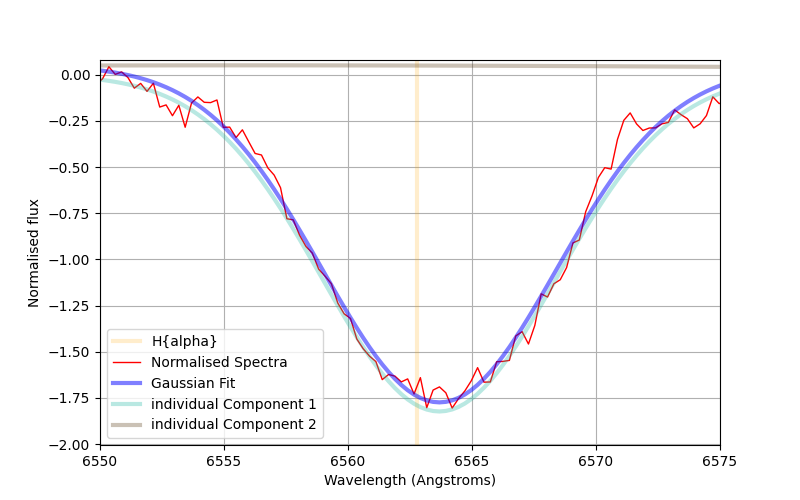 0.00
−0.25
−0.50
−0.75
−1.00
−1.25
−1.50
−1.75
−2.00
Normalised flux
H{alpha}
Normalised Spectra
Gaussian Fit
individual Component 1
individual Component 2
6550 6555 6560 6565 6570 6575
Wavelength (Angstroms)